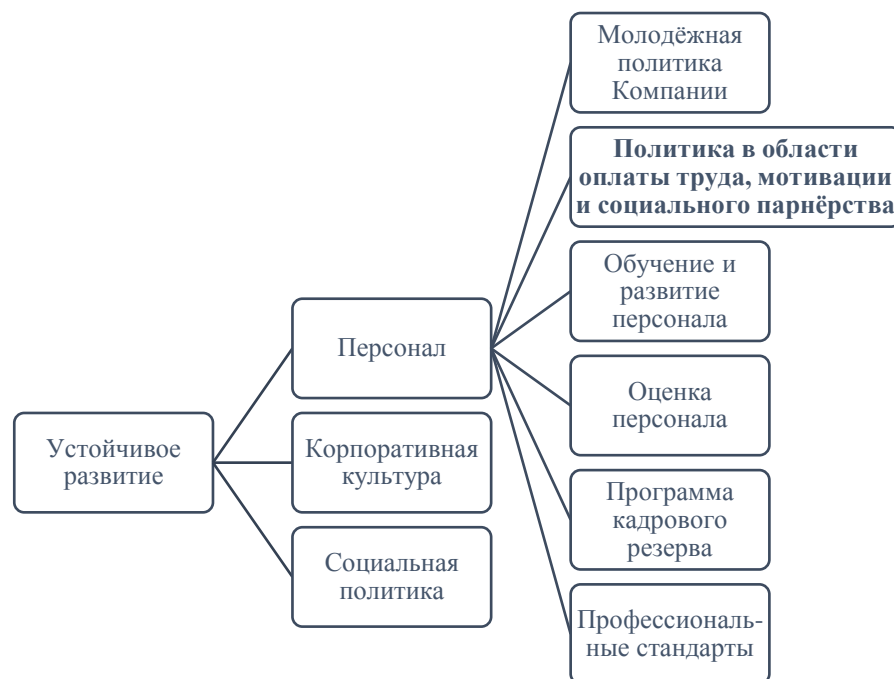 Молодёжная
политика
Компании
Политика в области
оплаты труда, мотивации
и социального парнёрства
Обучение и
развитие
персонала
Персонал
Оценка
персонала
Устойчивое
развитие
Корпоративная
культура
Программа
кадрового
резерва
Социальная
политика
Профессиональ-
ные стандарты